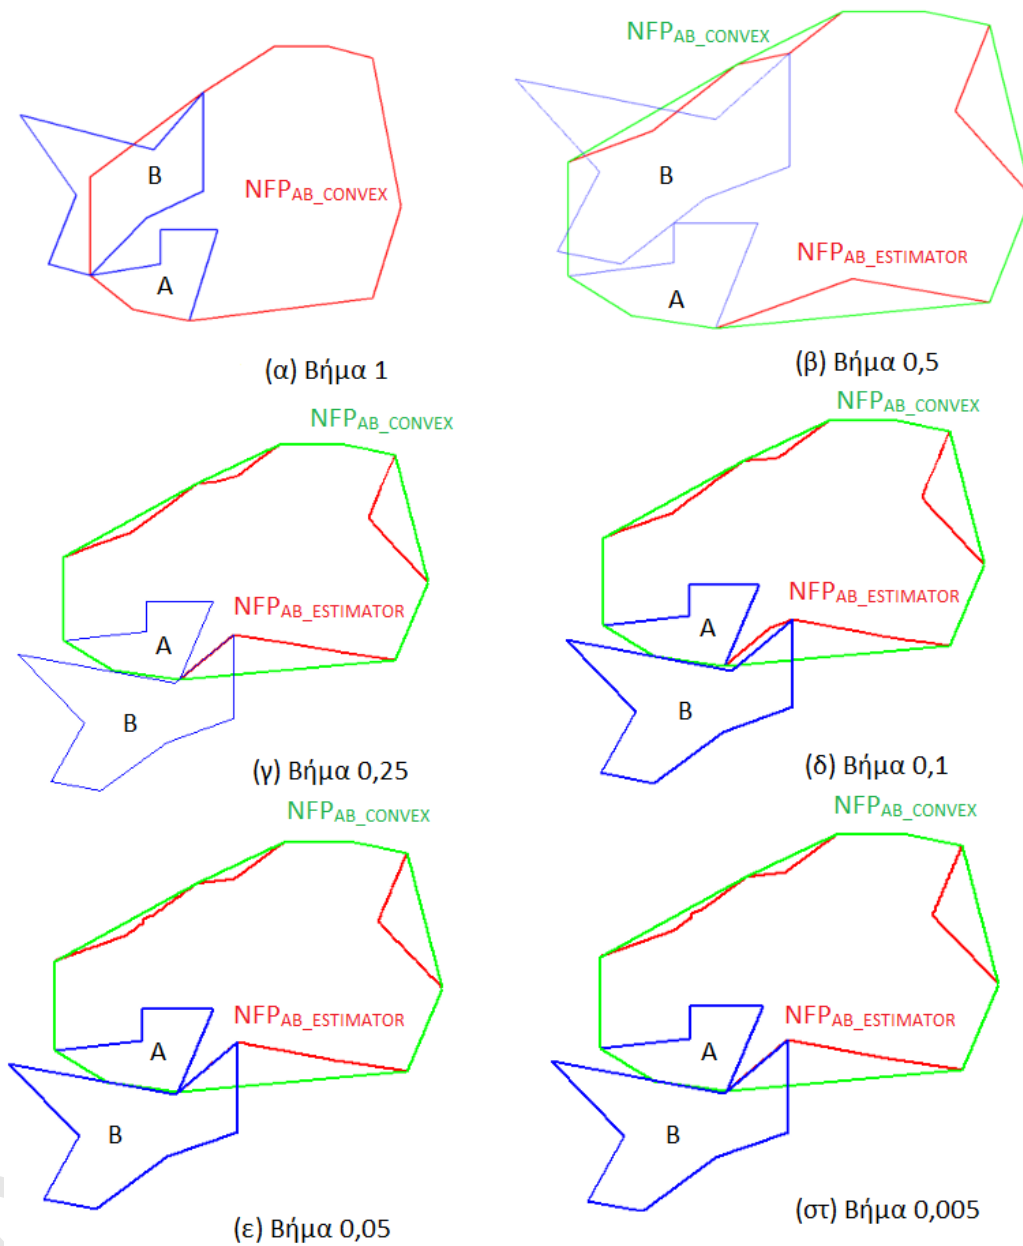 B
NFPAB_CONVEX
A
(α) Βήμα 1
NFPAB_CONVEX
B
NFPAB_ESTIMATOR
A
(β) Βήμα 0,5
NFPAB_CONVEX
NFPAB_ESTIMATOR
A
B
(γ) Βήμα 0,25
NFPAB_CONVEX
NFPAB_ESTIMATOR
A
B
(δ) Βήμα 0,1
NFPAB_CONVEX
NFPAB_ESTIMATOR
A
B
(ε) Βήμα 0,05
NFPAB_CONVEX
NFPAB_ESTIMATOR
A
B
(στ) Βήμα 0,005